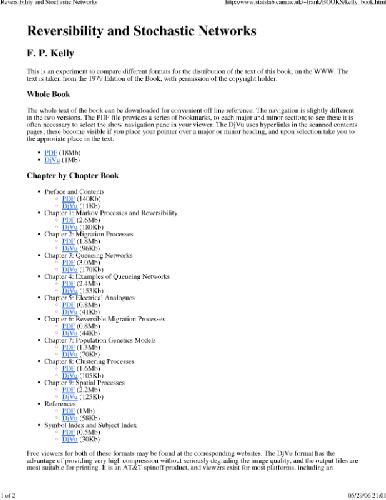 Reversibility and Stochastic Networks
http://www.statslab.cam.ac.uk/~frank/BOOKS/kelly_book.html
Reversibility and Stochastic Networks
F. P. Kelly
This is an experiment to compare different formats for the distribution of the text of this book, on the WWW. The
text is taken from the 1979 Edition of the Book, with permission of the copyright holder.
Whole Book
The whole text of the book can be downloaded for convenient off line reference. The navigation is slightly different
in the two versions. The PDF file provides a series of bookmarks, to each major and minor section; to see these it is
often necessary to select the show navigation pane in your viewer. The DjVu uses hyperlinks in the scanned contents
pages, these become visible if you place your pointer over a major or minor heading, and upon selection take you to
the appropriate place in the text.
• PDF (18Mb)
• DjVu (1Mb)
Chapter by Chapter Book
• Preface and Contents
○ PDF (140Kb)
○ DjVu (11Kb)
• Chapter 1: Markov Processes and Reversibility
○ PDF (2.6Mb)
○ DjVu (180Kb)
• Chapter 2: Migration Processes
○ PDF (1.8Mb)
○ DjVu (96Kb)
• Chapter 3: Queueing Networks
○ PDF (3.0Mb)
○ DjVu (170Kb)
• Chapter 4: Examples of Queueing Networks
○ PDF (2.4Mb)
○ DjVu (153Kb)
• Chapter 5: Electrical Analogues
○ PDF (0.8Mb)
○ DjVu (41Kb)
• Chapter 6: Reversible Migration Processes
○ PDF (0.8Mb)
○ DjVu (44Kb)
• Chapter 7: Population Genetics Models
○ PDF (1.3Mb)
○ DjVu (70Kb)
• Chapter 8: Clustering Processes
○ PDF (1.6Mb)
○ DjVu (105Kb)
• Chapter 9: Spatial Processes
○ PDF (2.2Mb)
○ DjVu (125Kb)
• References
○ PDF (1Mb)
○ DjVu (58Kb)
• Symbol Index and Subject Index
○ PDF (0.5Mb)
○ DjVu (30Kb)
Free viewers for both of these formats may be found at the corresponding websites. The DjVu format has the
advantage of providing very high compression without seriously degrading the image quality, and the output files are
most suitable for printing. It is an AT&T spinoff product, and viewers exist for most platforms, including an
1 of 2